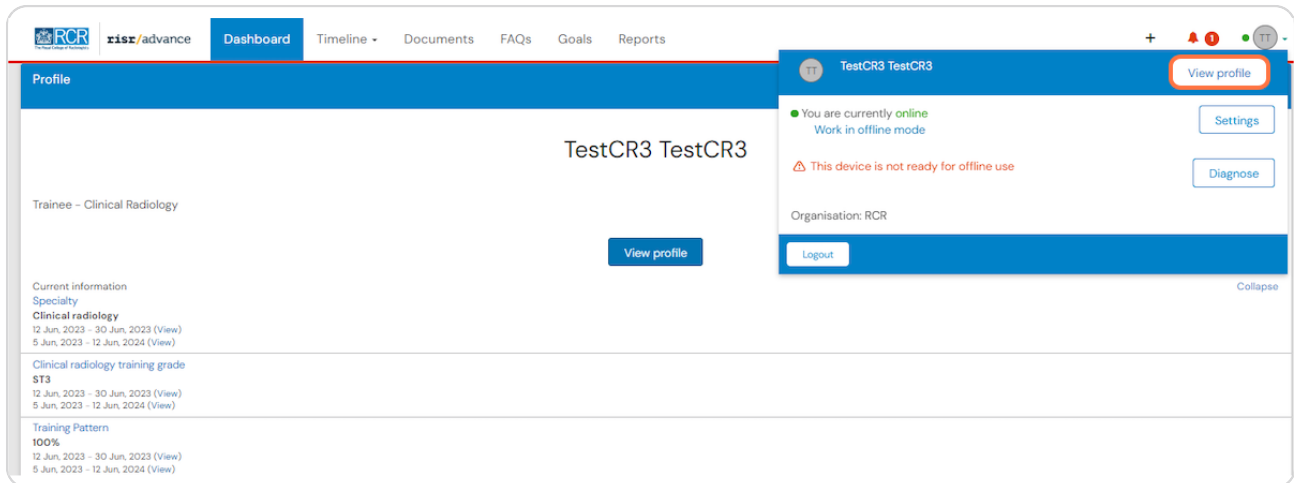 RCR
The Royal College of Radiologists
risr/advance
Dashboard
Timeline
Documents
FAQs
Goals
Reports
+
1
TT
Profile
TT
TestCR3 TestCR3
View profile
You are currently online
Work in offline mode
Settings
This device is not ready for offline use
Diagnose
Organisation: RCR
Logout
TestCR3 TestCR3
Trainee - Clinical Radiology
View profile
Current information
Collapse
Specialty
Clinical radiology
12 Jun, 2023 - 30 Jun, 2023 (View)
5 Jun, 2023 - 12 Jun, 2024 (View)
Clinical radiology training grade
ST3
12 Jun, 2023 - 30 Jun, 2023 (View)
5 Jun, 2023 - 12 Jun, 2024 (View)
Training Pattern
100%
12 Jun, 2023 - 30 Jun, 2023 (View)
5 Jun, 2023 - 12 Jun, 2024 (View)